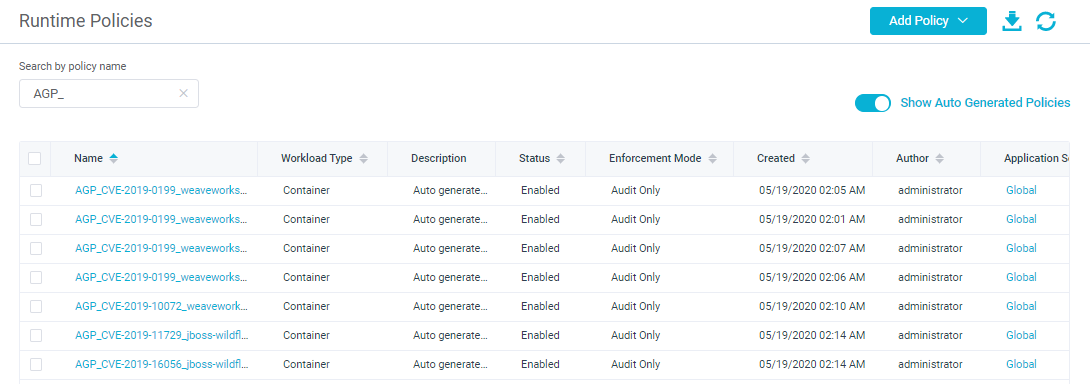 Runtime Policies
Add Policy
Search by policy name
AGP_
Show Auto Generated Policies
Name Workload Type Description Status Enforcement Mode Created Author Application Sc
AGP_CVE-2019-0199_weaveworks... Container Auto generate... Enabled Audit Only 05/19/2020 02:05 AM administrator Global
AGP_CVE-2019-0199_weaveworks... Container Auto generate... Enabled Audit Only 05/19/2020 02:01 AM administrator Global
AGP_CVE-2019-0199_weaveworks... Container Auto generate... Enabled Audit Only 05/19/2020 02:07 AM administrator Global
AGP_CVE-2019-0199_weaveworks... Container Auto generate... Enabled Audit Only 05/19/2020 02:06 AM administrator Global
AGP_CVE-2019-10072_weavework... Container Auto generate... Enabled Audit Only 05/19/2020 02:10 AM administrator Global
AGP_CVE-2019-11729_jboss-wildfl... Container Auto generate... Enabled Audit Only 05/19/2020 02:14 AM administrator Global
AGP_CVE-2019-16056_jboss-wildfl... Container Auto generate... Enabled Audit Only 05/19/2020 02:14 AM administrator Global